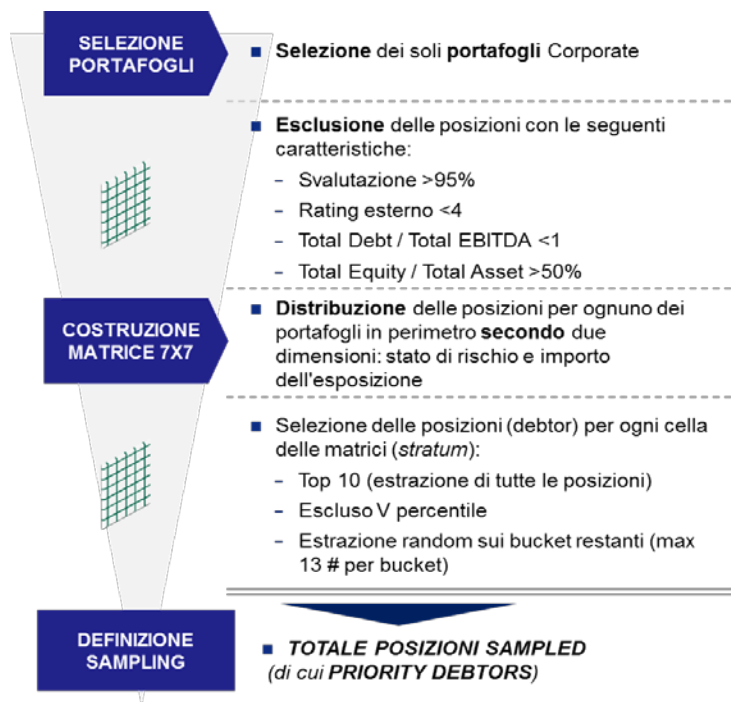 SELEZIONE
PORTAFOGLI
■ Selezione dei soli portafogli Corporate
■ Esclusione delle posizioni con le seguenti
caratteristiche:
– Svalutazione >95%
– Rating esterno <4
– Total Debt / Total EBITDA <1
– Total Equity / Total Asset >50%
COSTRUZIONE
MATRICE 7X7
■ Distribuzione delle posizioni per ognuno dei
portafogli in perimetro secondo due
dimensioni: stato di rischio e importo
dell'esposizione
■ Selezione delle posizioni (debtor) per ogni cella
delle matrici (stratum):
– Top 10 (estrazione di tutte le posizioni)
– Escluso V percentile
– Estrazione random sui bucket restanti (max
13 # per bucket)
DEFINIZIONE
SAMPLING
■ TOTALE POSIZIONI SAMPLED
(di cui PRIORITY DEBTORS)